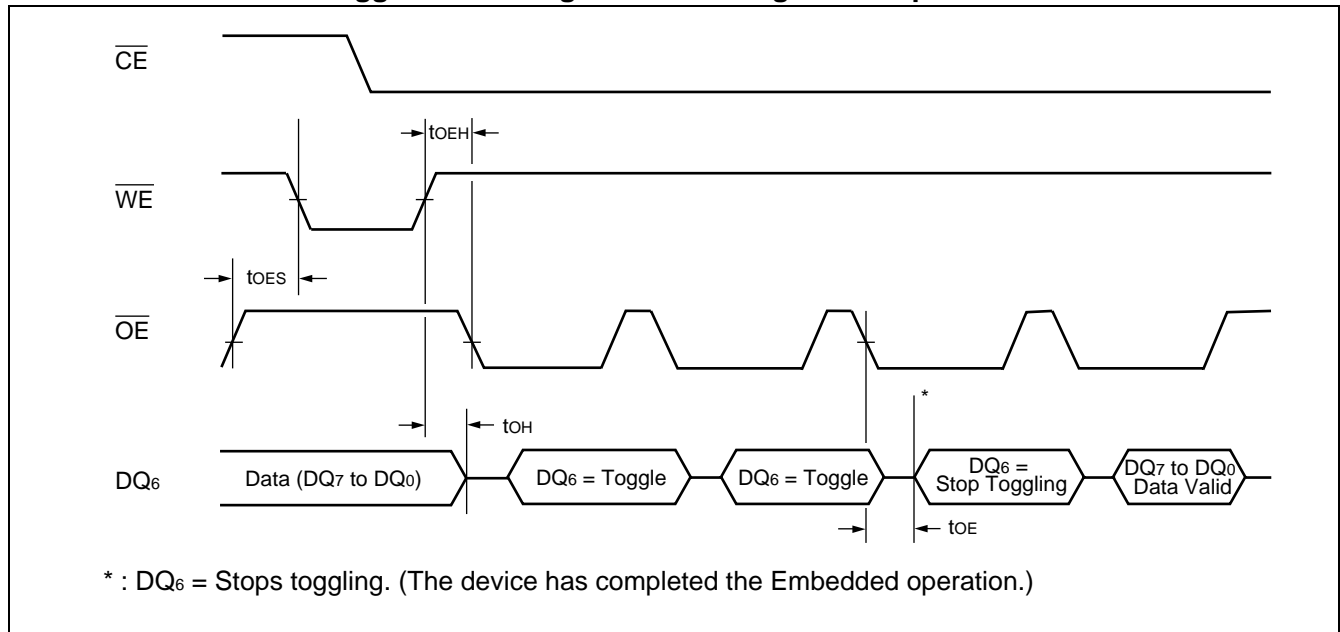 CE
tOEH
WE
tOES
OE
*
tOH
DQ6
Data (DQ7 to DQ0)
DQ6 = Toggle
DQ6 = Toggle
DQ6 =
Stop Toggling
DQ7 to DQ0
Data Valid
tOE
* : DQ6 = Stops toggling. (The device has completed the Embedded operation.)